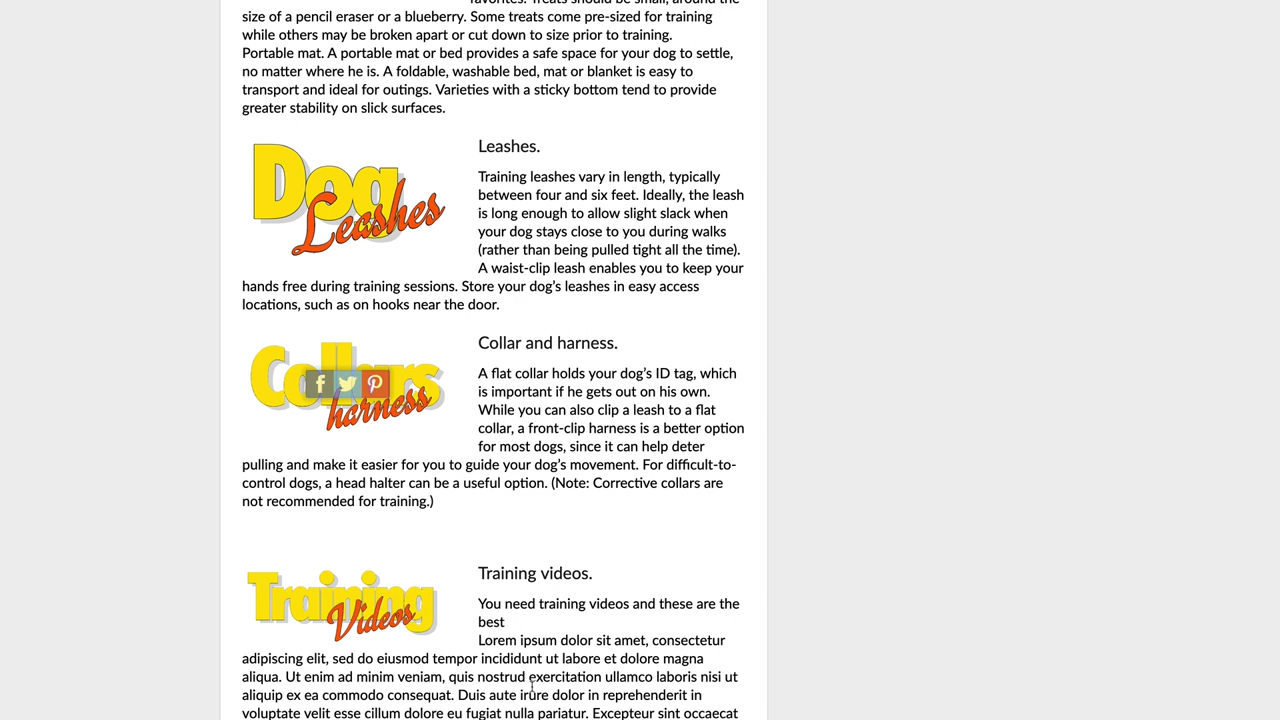 favorites. Treats should be small, around the
size of a pencil eraser or a blueberry. Some treats come pre-sized for training
while others may be broken apart or cut down to size prior to training.
Portable mat. A portable mat or bed provides a safe space for your dog to settle,
no matter where he is. A foldable, washable bed, mat or blanket is easy to
transport and ideal for outings. Varieties with a sticky bottom tend to provide
greater stability on slick surfaces.
Dog
Leashes
Leashes.
Training leashes vary in length, typically
between four and six feet. Ideally, the leash
is long enough to allow slight slack when
your dog stays close to you during walks
(rather than being pulled tight all the time).
A waist-clip leash enables you to keep your
hands free during training sessions. Store your dog’s leashes in easy access
locations, such as on hooks near the door.
Collars
harness
Collar and harness.
A flat collar holds your dog’s ID tag, which
is important if he gets out on his own.
While you can also clip a leash to a flat
collar, a front-clip harness is a better option
for most dogs, since it can help deter
pulling and make it easier for you to guide your dog’s movement. For difficult-to-
control dogs, a head halter can be a useful option. (Note: Corrective collars are
not recommended for training.)
Training
Videos
Training videos.
You need training videos and these are the
best
Lorem ipsum dolor sit amet, consectetur
adipiscing elit, sed do eiusmod tempor incididunt ut labore et dolore magna
aliqua. Ut enim ad minim veniam, quis nostrud exercitation ullamco laboris nisi ut
aliquip ex ea commodo consequat. Duis aute irure dolor in reprehenderit in
voluptate velit esse cillum dolore eu fugiat nulla pariatur. Excepteur sint occaecat